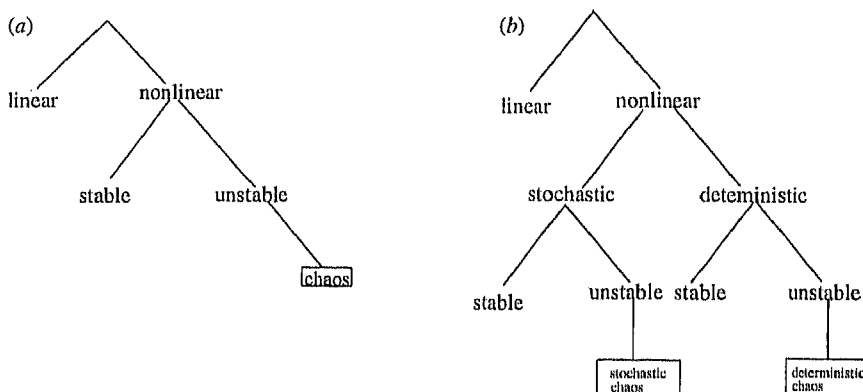 (a)
linear
nonlinear
stable
unstable
chaos
(b)
linear
nonlinear
stochastic
deteministic
stable
unstable
stable
unstable
stochastic
chaos
deterministic
chaos